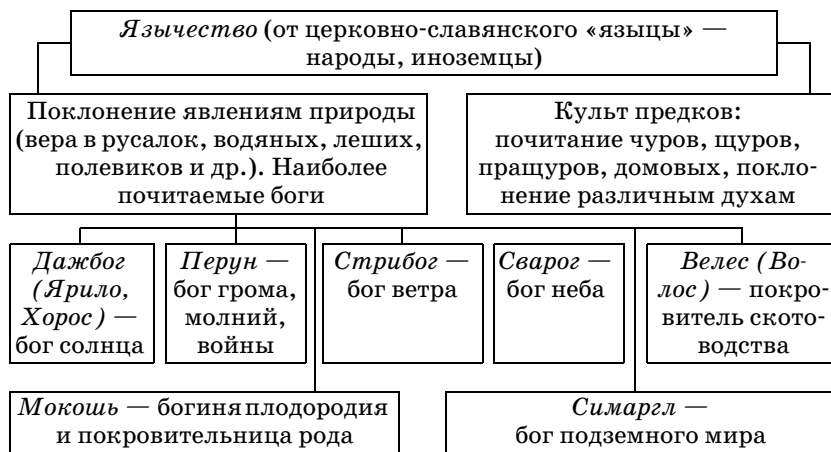 Язычество (от церковно-славянского «языцы» —
народы, иноземцы)
Поклонение явлениям природы
(вера в русалок, водяных, леших,
полевиков и др.). Наиболее
почитаемые боги
Культ предков:
почитание чуров, щуров,
пращуров, домовых, покло-
нение различным духам
Дажбог
(Ярило,
Хорос) —
бог солнца
Перун —
бог грома,
молний,
войны
Стрибог —
бог ветра
Сварог —
бог неба
Велес (Во-
лос) — покро-
витель ското-
водства
Мокошь — богиня плодородия
и покровительница рода
Симаргл —
бог подземного мира